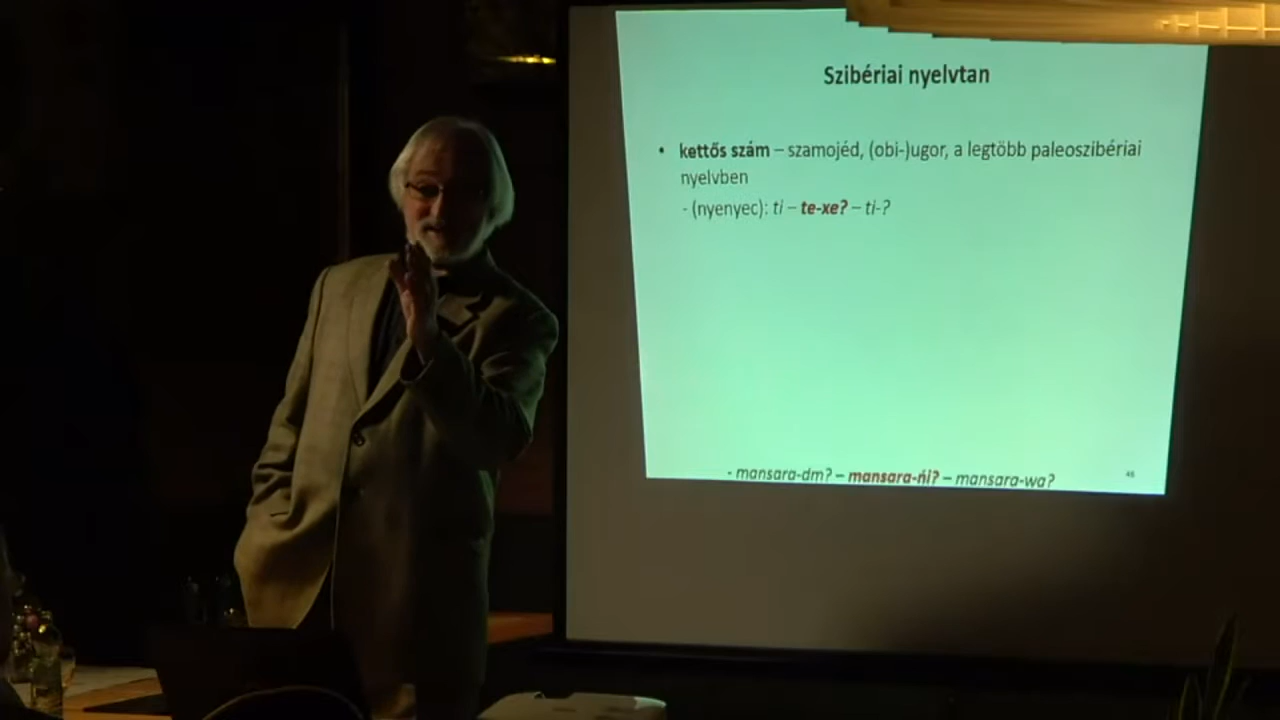 Szibériai nyelvtan
• kettős szám – szamojéd, (obi-)ugor, a legtöbb paleoszibériai
nyelvben
- (nyenyec): ti – te-xe? – ti-?
- mansara-dm? – mansara-ńi? – mansara-wa?
46